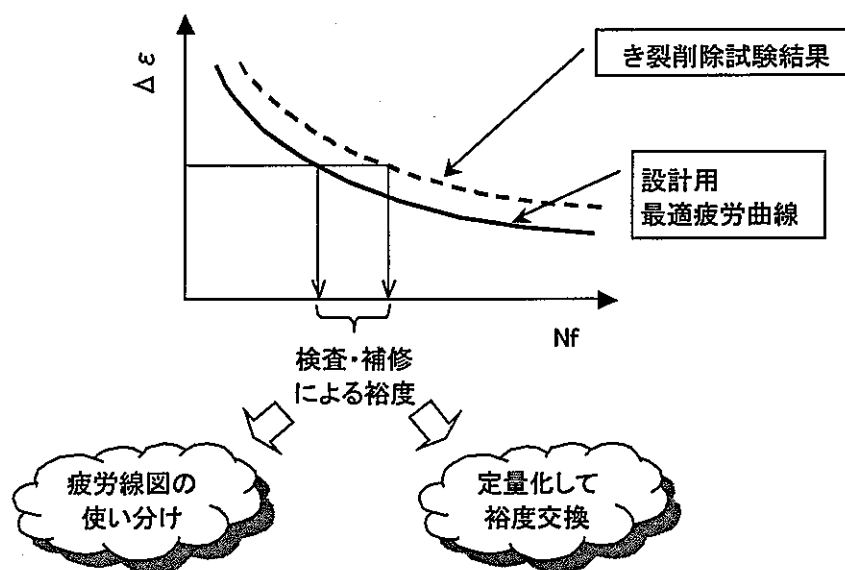 Δε
き裂削除試験結果
設計用
最適疲労曲線
Nf
検査・補修
による裕度
疲労線図の
使い分け
定量化して
裕度交換